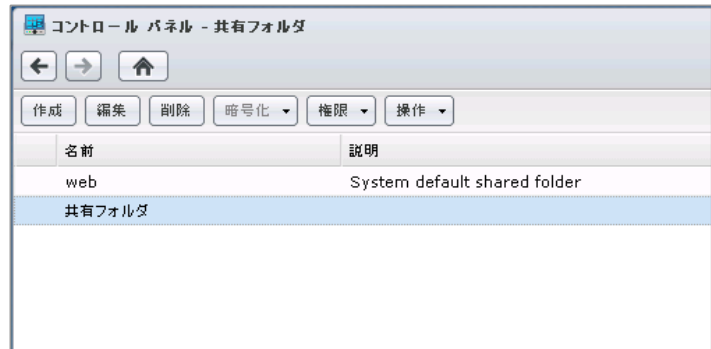 コントロール パネル - 共有フォルダ
作成 編集 削除 暗号化 権限 操作
名前 説明
web System default shared folder
共有フォルダ